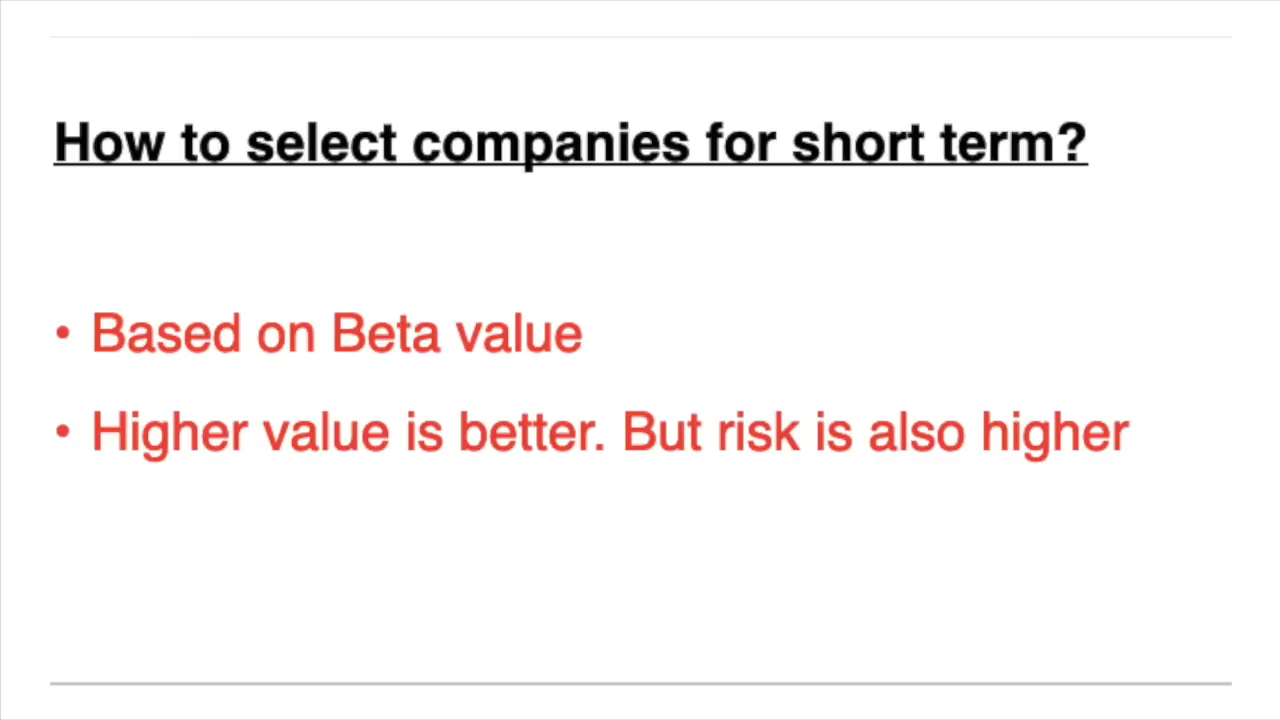 How to select companies for short term?
• Based on Beta value
• Higher value is better. But risk is also higher